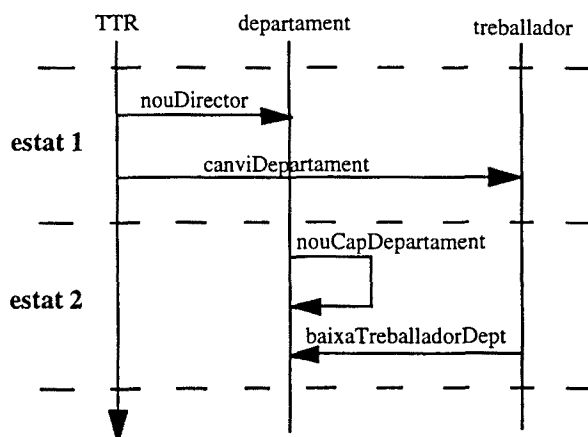 TTR
departament
treballador
nouDirector
estat 1
canviDepartament
nouCapDepartament
estat 2
baixaTreballadorDept